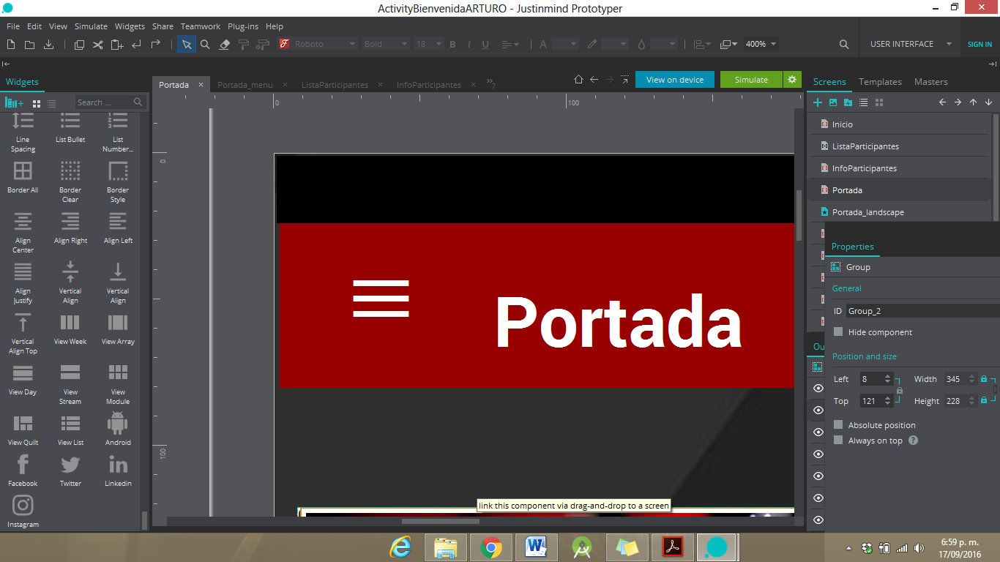 ActivityBienvenidaARTURO - Justinmind Prototyper
File Edit View Simulate Widgets Share Teamwork Plug-ins Help
Roboto Bold 18 B I U A 400% USER INTERFACE SIGN IN
Widgets
Portada × Portada_menu × ListaParticipantes × InfoParticipantes × » 7
View on device
Simulate
Screens Templates Masters
Search ...
0 100
Line Spacing
List Bullet
List Number...
Border All
Border Clear
Border Style
Align Center
Align Right
Align Left
Align Justify
Vertical Align
Vertical Align
Vertical Align Top
View Week
View Array
View Day
View Stream
View Module
View Quilt
View List
Android
Facebook
Twitter
Linkedin
Instagram
0
100
Portada
link this component via drag-and-drop to a screen
Inicio
ListaParticipantes
InfoParticipantes
Portada
Portada_landscape
Ou
Properties
Group
General
ID Group_2
Hide component
Position and size
Left 8 Width 345
Top 121 Height 228
Absolute position
Always on top ?
6:59 p. m.
17/09/2016